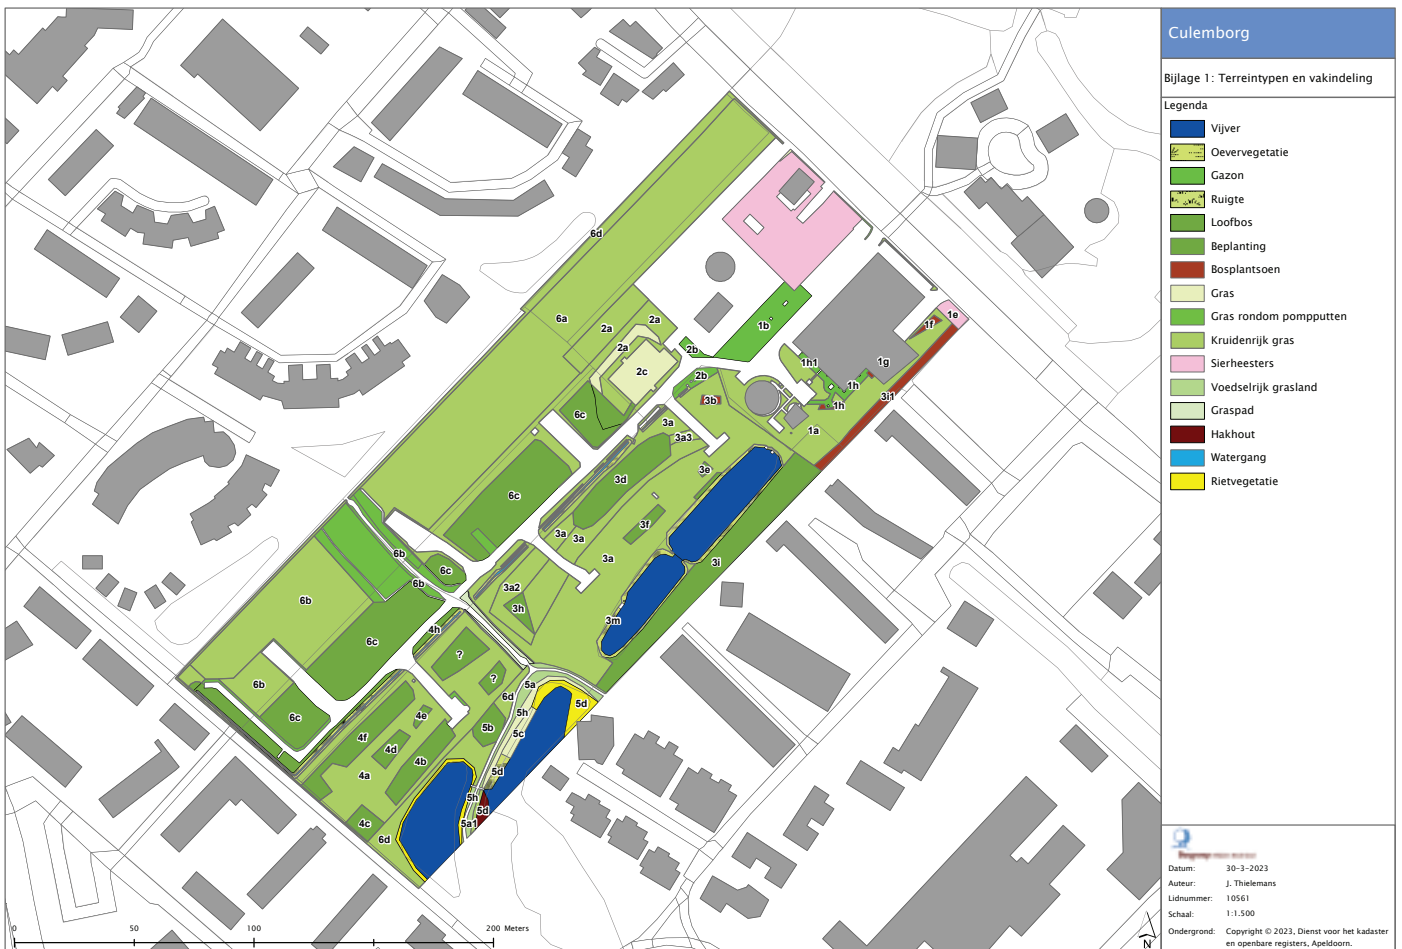 Culemborg
Bijlage 1: Terreintypen en vakindeling
Legenda
Vijver
Oevervegetatie
Gazon
Ruigte
Loofbos
Beplanting
Bosplantsoen
Gras
Gras rondom pompputten
Kruidenrijk gras
Sierheesters
Voedselrijk grasland
Graspad
Hakhout
Watergang
Rietvegetatie
6d
6a
2a
2a
2a
2c
2b
2b
1b
1e
1f
1g
1h1
1h
1h
3i1
1a
3b
6c
3a
3a3
3e
3d
6c
3f
3a
3a
3a
3i
6b
6c
6b
3a2
3h
3m
6b
6c
4h
?
?
6b
6c
5a
6d
5d
5h
5c
5b
4e
4f
4d
4b
4a
5d
5h
5d
5a1
4c
6d
0 50 100 200 Meters
Datum: 30-3-2023
Auteur: J. Thielemans
Lidnummer: 10561
Schaal: 1:1.500
Ondergrond: Copyright © 2023, Dienst voor het kadaster
en openbare registers, Apeldoorn.
N